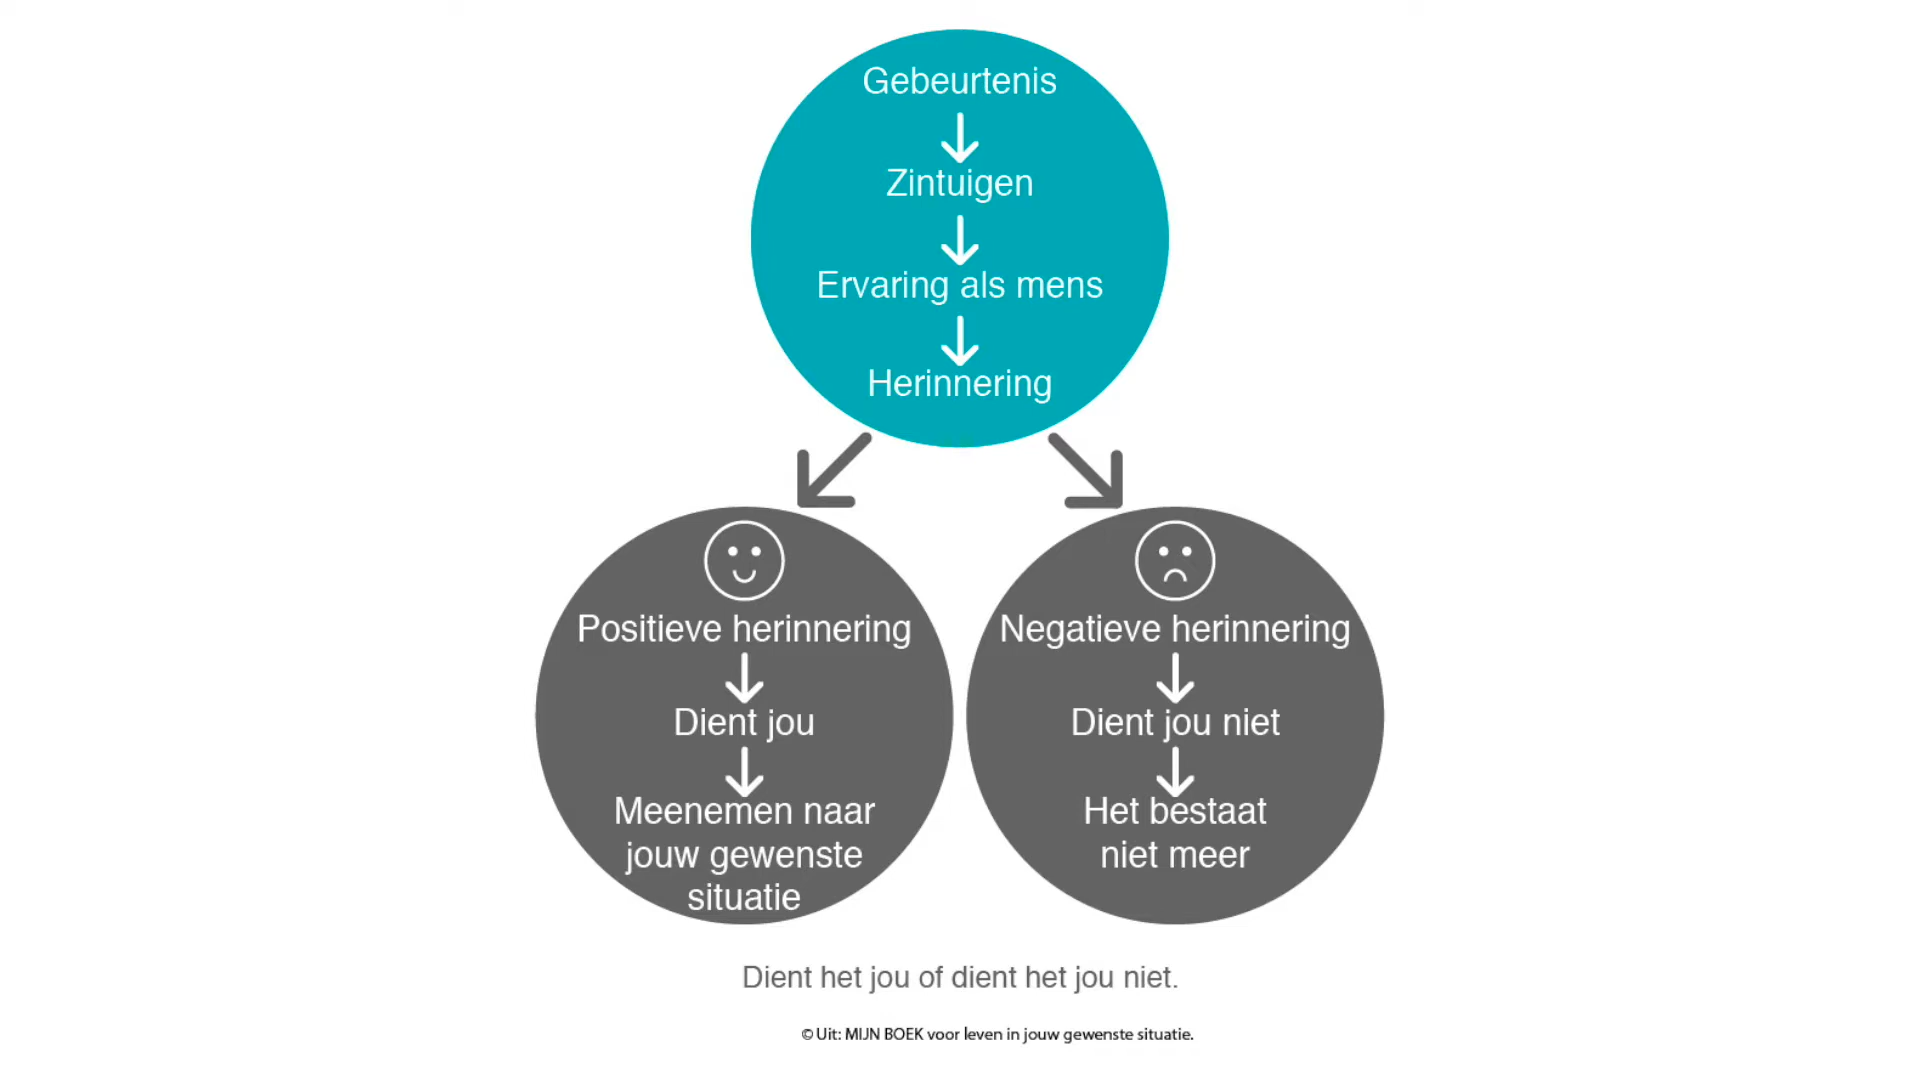 Gebeurtenis
Zintuigen
Ervaring als mens
Herinnering
Positieve herinnering
Dient jou
Meenemen naar
jouw gewenste
situatie
Negatieve herinnering
Dient jou niet
Het bestaat
niet meer
Dient het jou of dient het jou niet.
© Uit: MIJN BOEK voor leven in jouw gewenste situatie.